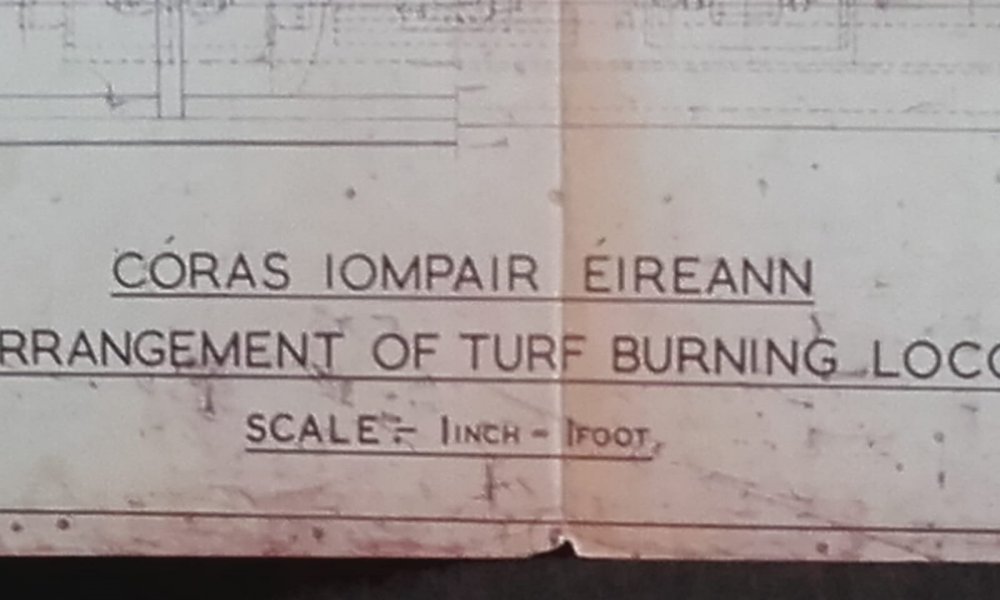 CÓRAS IOMPAIR ÉIREANN
RRANGEMENT OF TURF BURNING LOCO
SCALE:- 1INCH - 1FOOT.